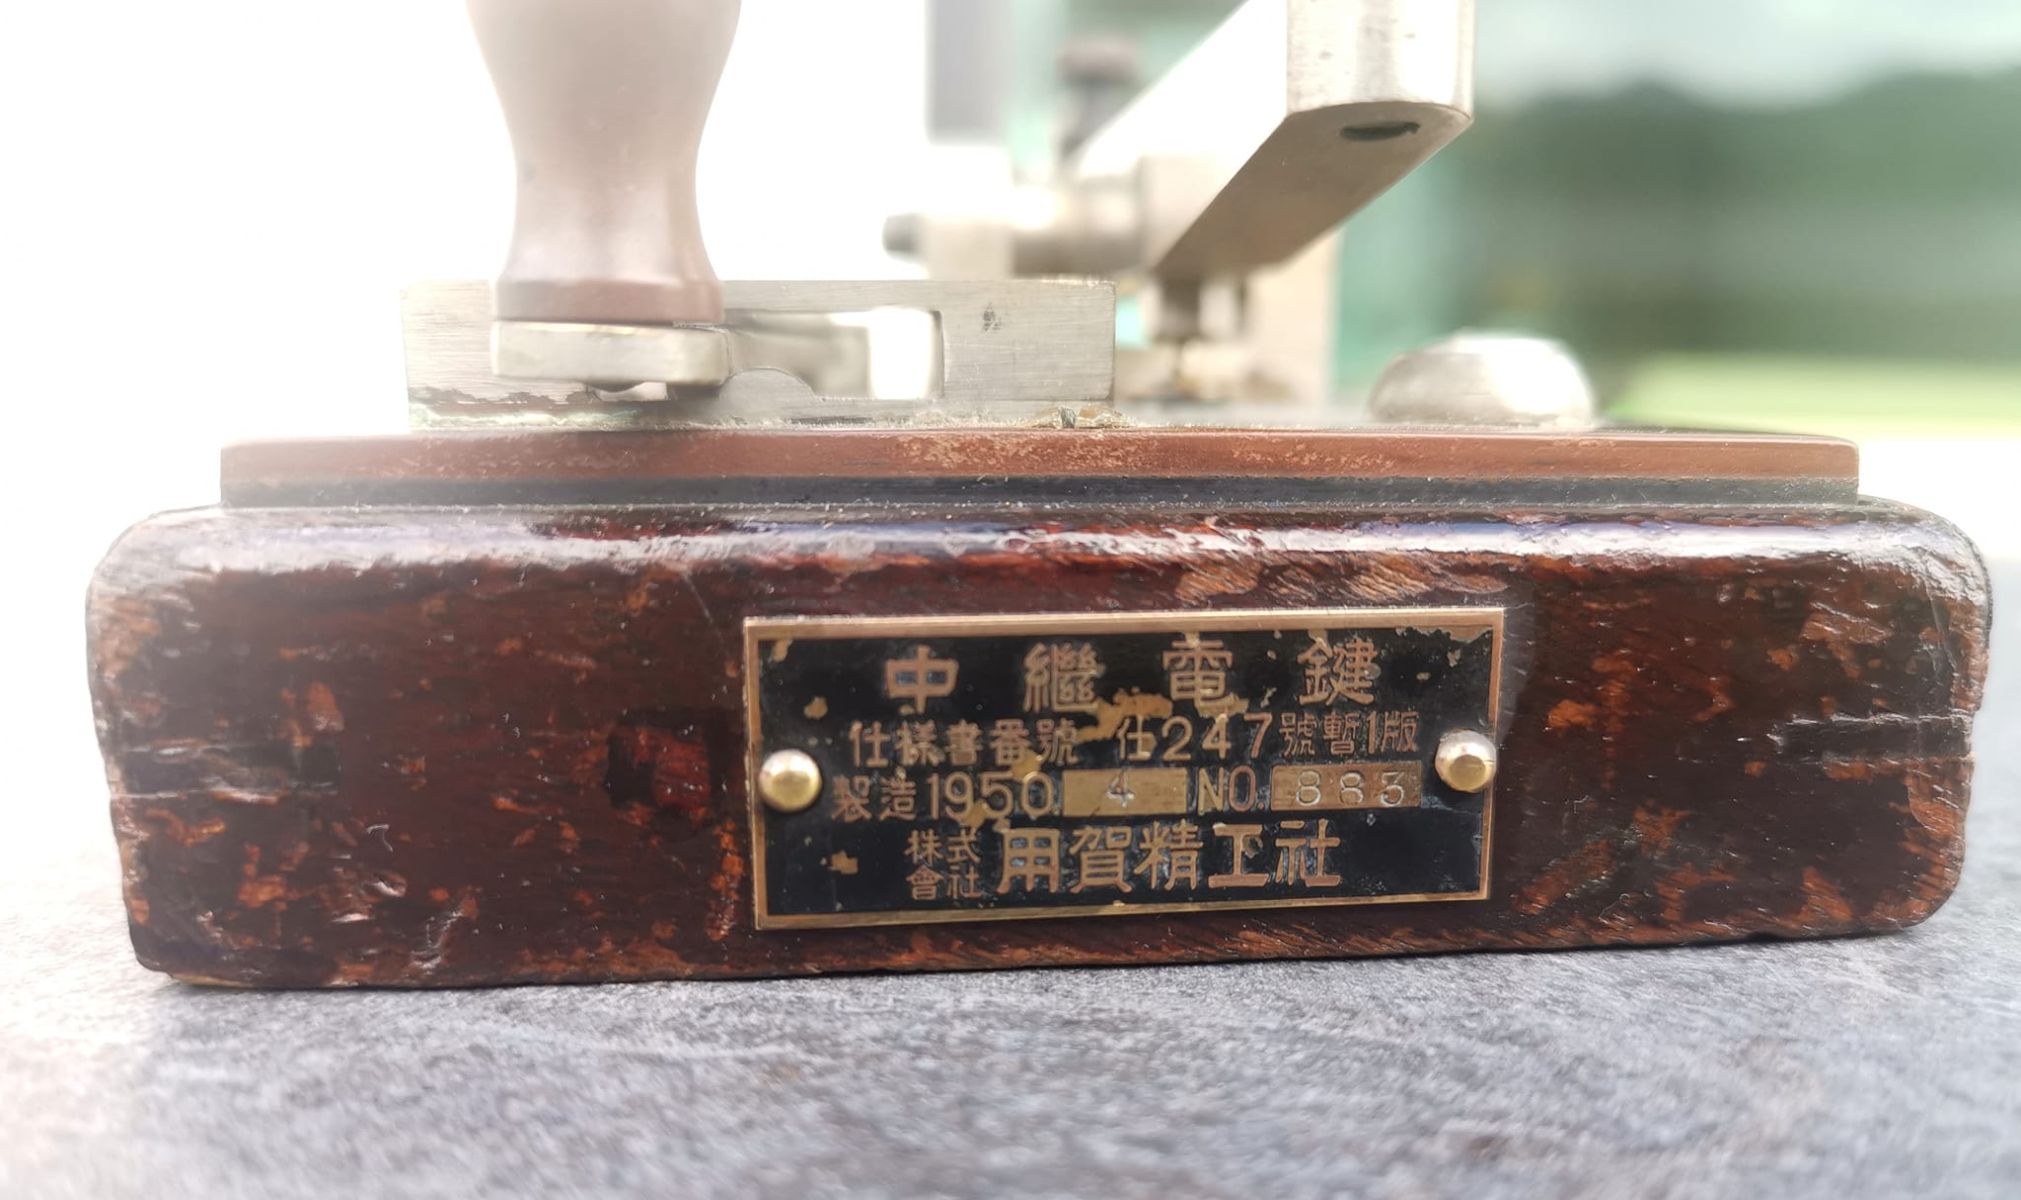 中繼電鍵
仕様書番號 仕247號暫1版
製造1950 4 NO. 883
株式會社 用賀精工社